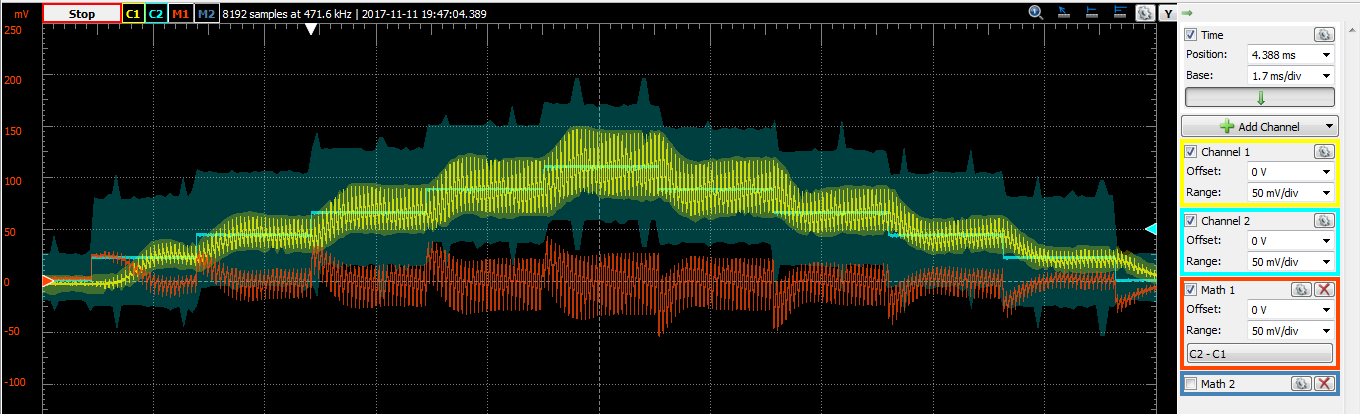 mV Stop C1 C2 M1 M2 8192 samples at 471.6 kHz | 2017-11-11 19:47:04.389 Y
250
200
150
100
50
0
-50
-100
Time
Position: 4.388 ms
Base: 1.7 ms/div
Add Channel
Channel 1
Offset: 0 V
Range: 50 mV/div
Channel 2
Offset: 0 V
Range: 50 mV/div
Math 1
Offset: 0 V
Range: 50 mV/div
C2 - C1
Math 2